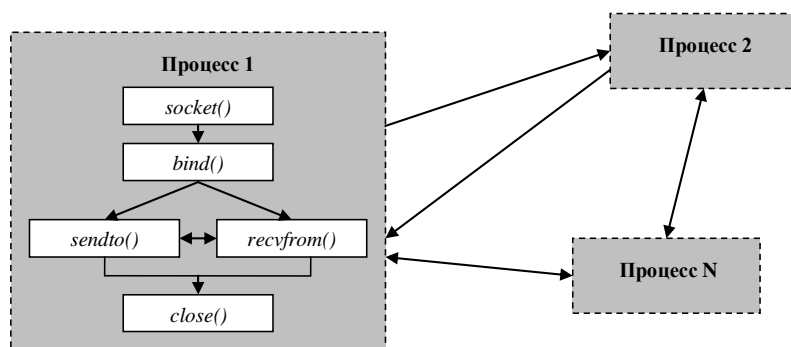 Процесс 1
socket()
bind()
sendto()
recvfrom()
close()
Процесс 2
Процесс N